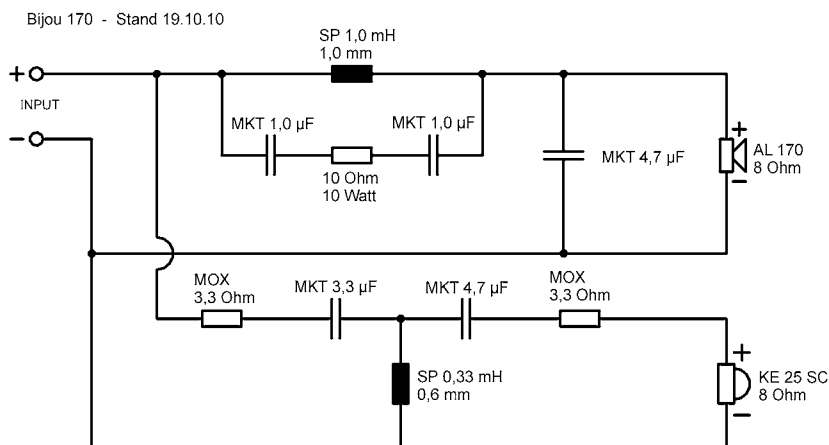 Bijou 170 - Stand 19.10.10
SP 1,0 mH
1,0 mm
+
INPUT
-
MKT 1,0 µF
MKT 1,0 µF
10 Ohm
10 Watt
MKT 4,7 µF
+
AL 170
8 Ohm
-
MOX
3,3 Ohm
MKT 3,3 µF
MKT 4,7 µF
MOX
3,3 Ohm
SP 0,33 mH
0,6 mm
+
KE 25 SC
8 Ohm
-